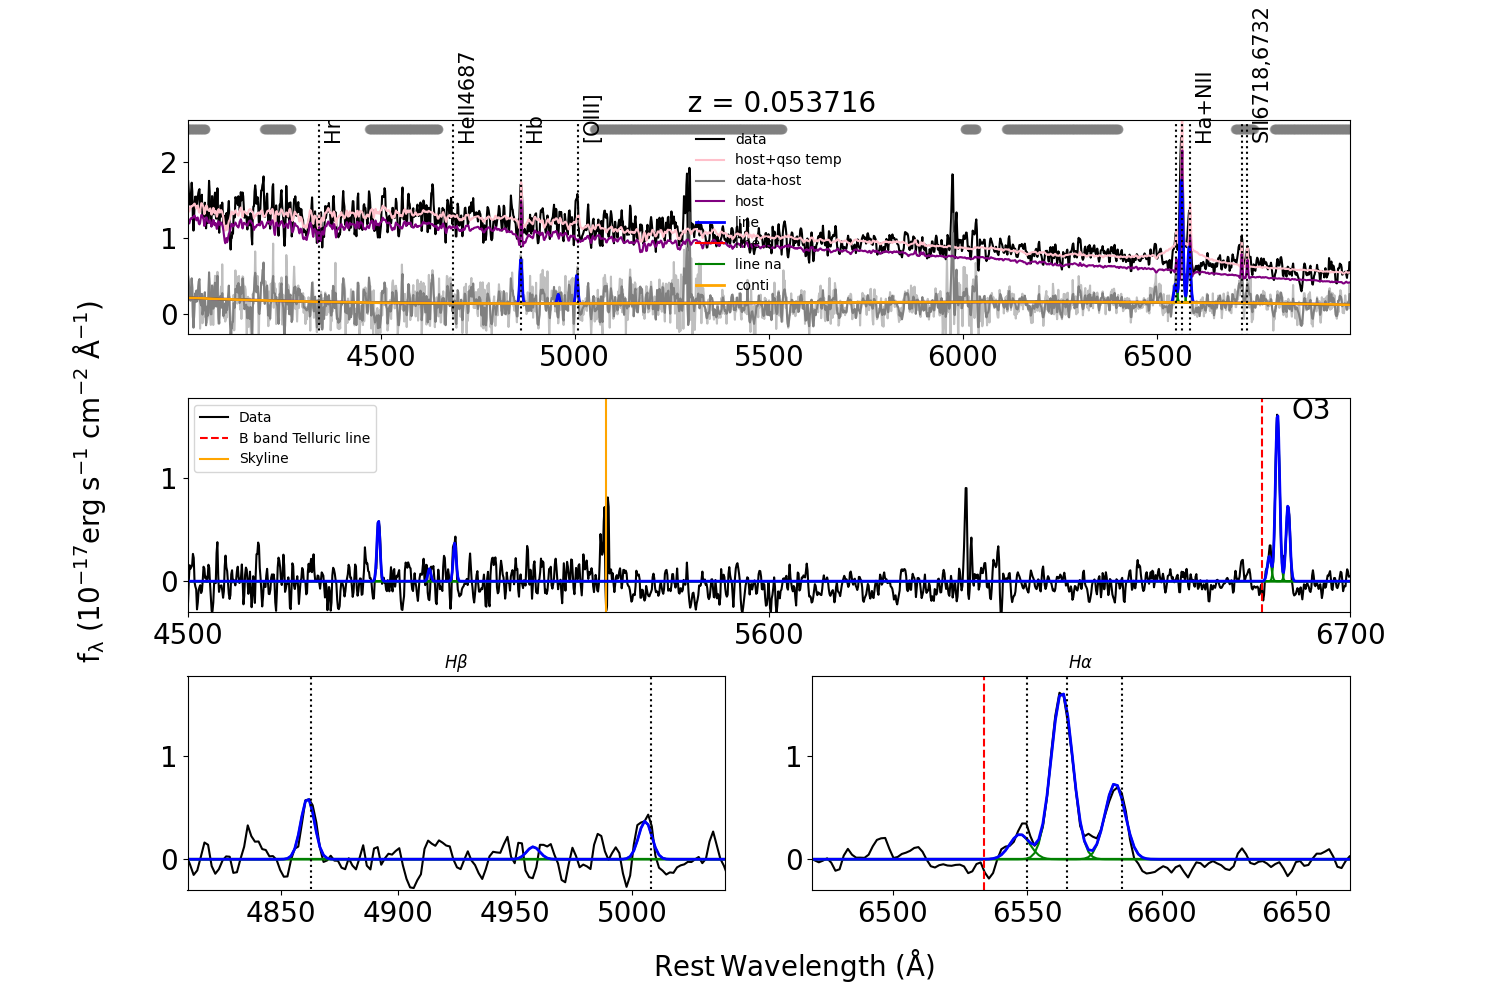 z = 0.053716
Hr
HeII4687
Hb
[OIII]
Ha+NII
SII6718,6732
data
host+qso temp
data-host
host
line
line na
conti
2
1
0
4500
5000
5500
6000
6500
Data
B band Telluric line
Skyline
O3
1
0
4500
5600
6700
fλ (10⁻¹⁷erg s⁻¹ cm⁻² Å⁻¹)
Hβ
1
0
4850
4900
4950
5000
Hα
1
0
6500
6550
6600
6650
Rest Wavelength (Å)